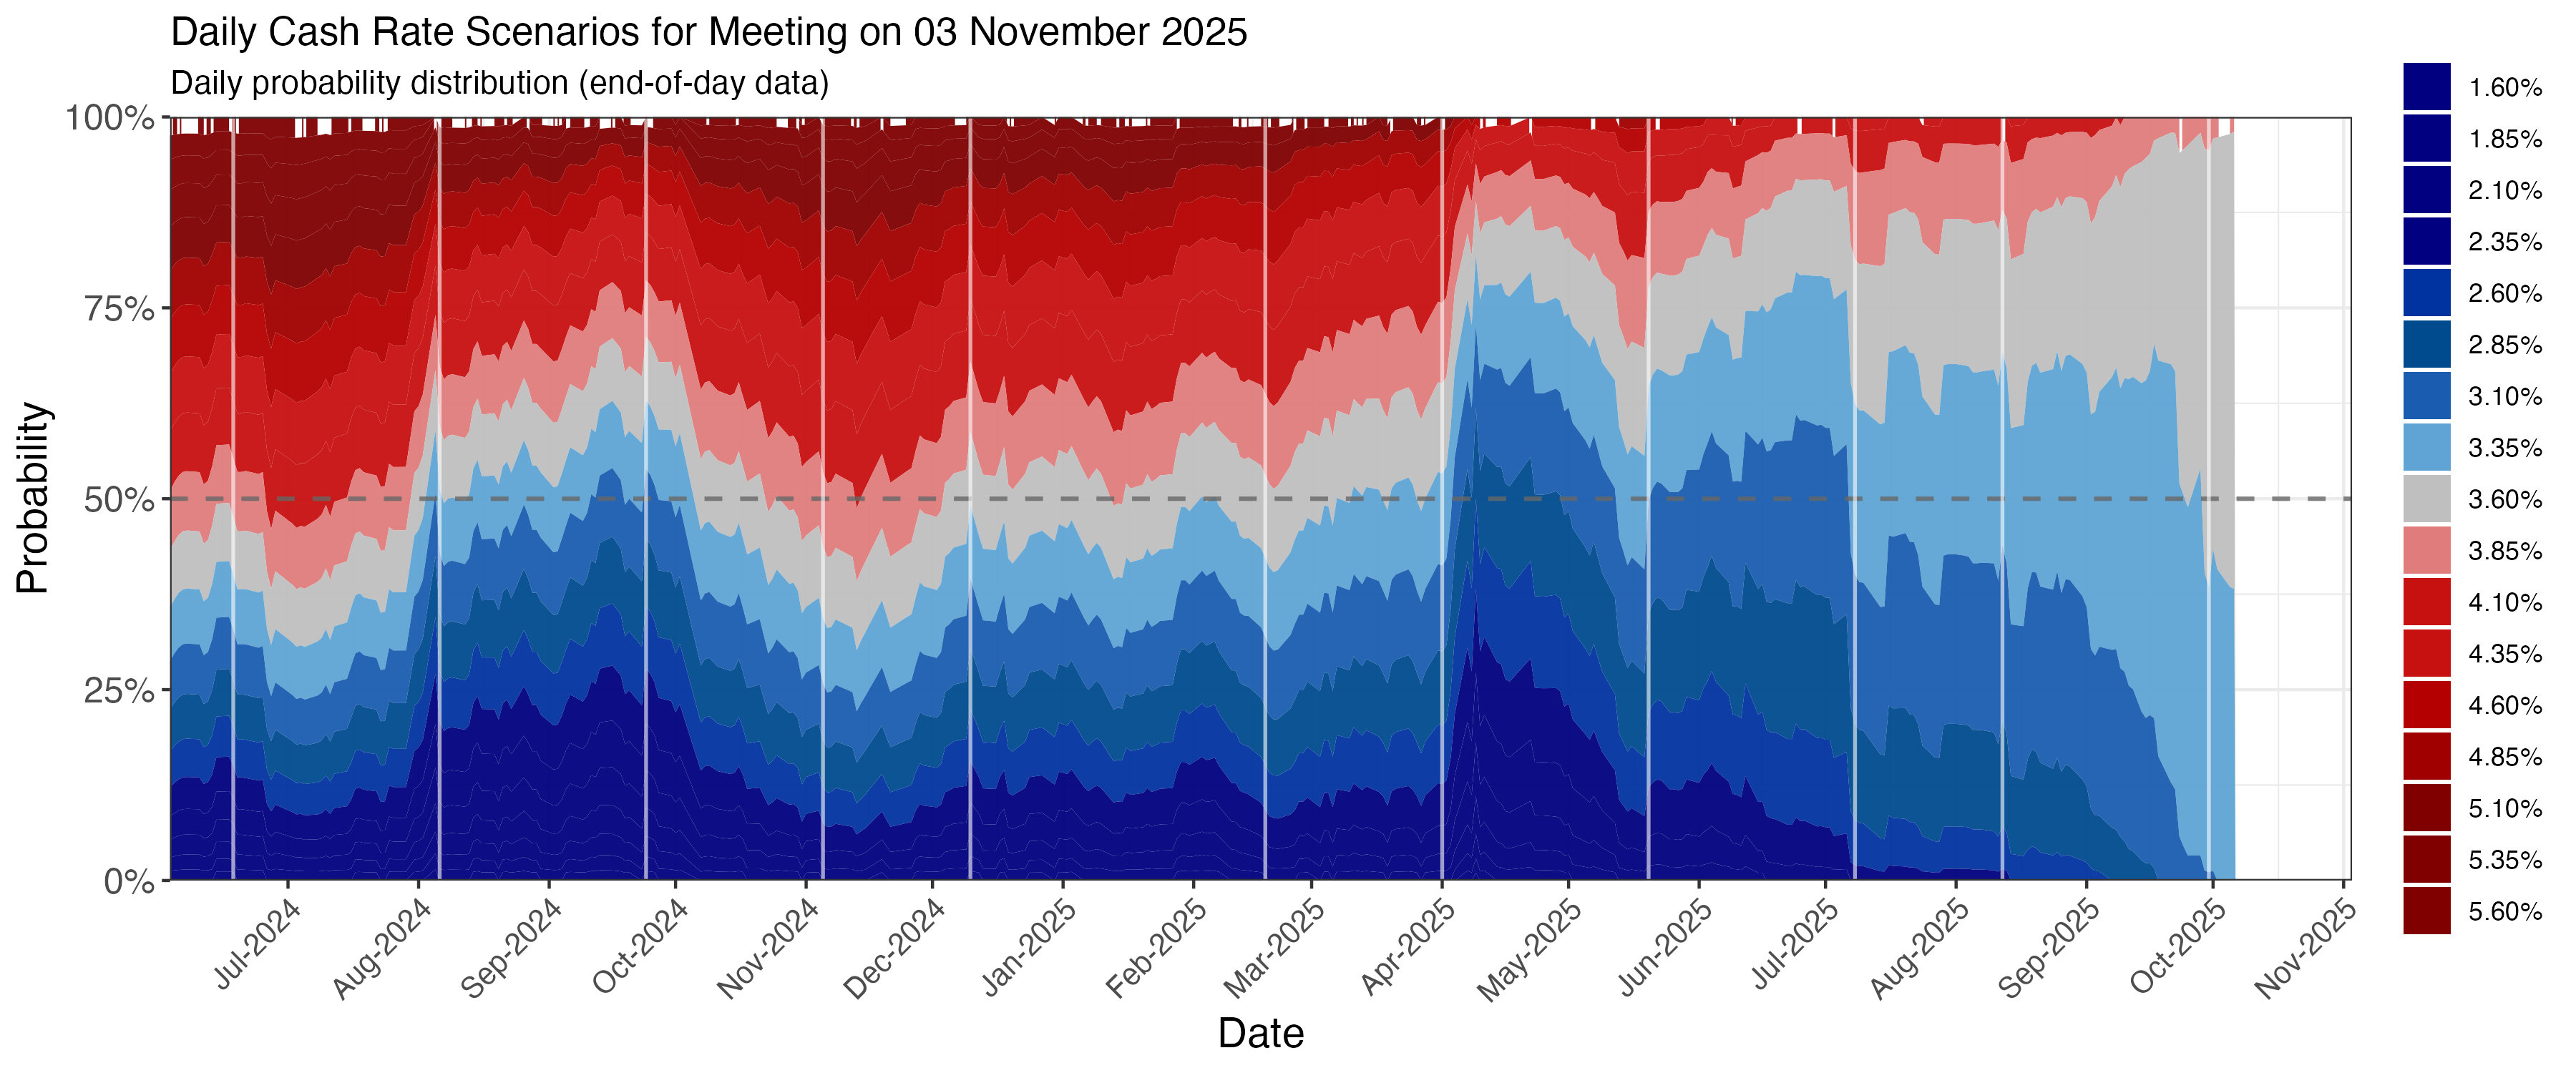 Daily Cash Rate Scenarios for Meeting on 03 November 2025
Daily probability distribution (end-of-day data)
Probability
100%
75%
50%
25%
0%
Jul-2024
Aug-2024
Sep-2024
Oct-2024
Nov-2024
Dec-2024
Jan-2025
Feb-2025
Mar-2025
Apr-2025
May-2025
Jun-2025
Jul-2025
Aug-2025
Sep-2025
Oct-2025
Nov-2025
Date
1.60%
1.85%
2.10%
2.35%
2.60%
2.85%
3.10%
3.35%
3.60%
3.85%
4.10%
4.35%
4.60%
4.85%
5.10%
5.35%
5.60%